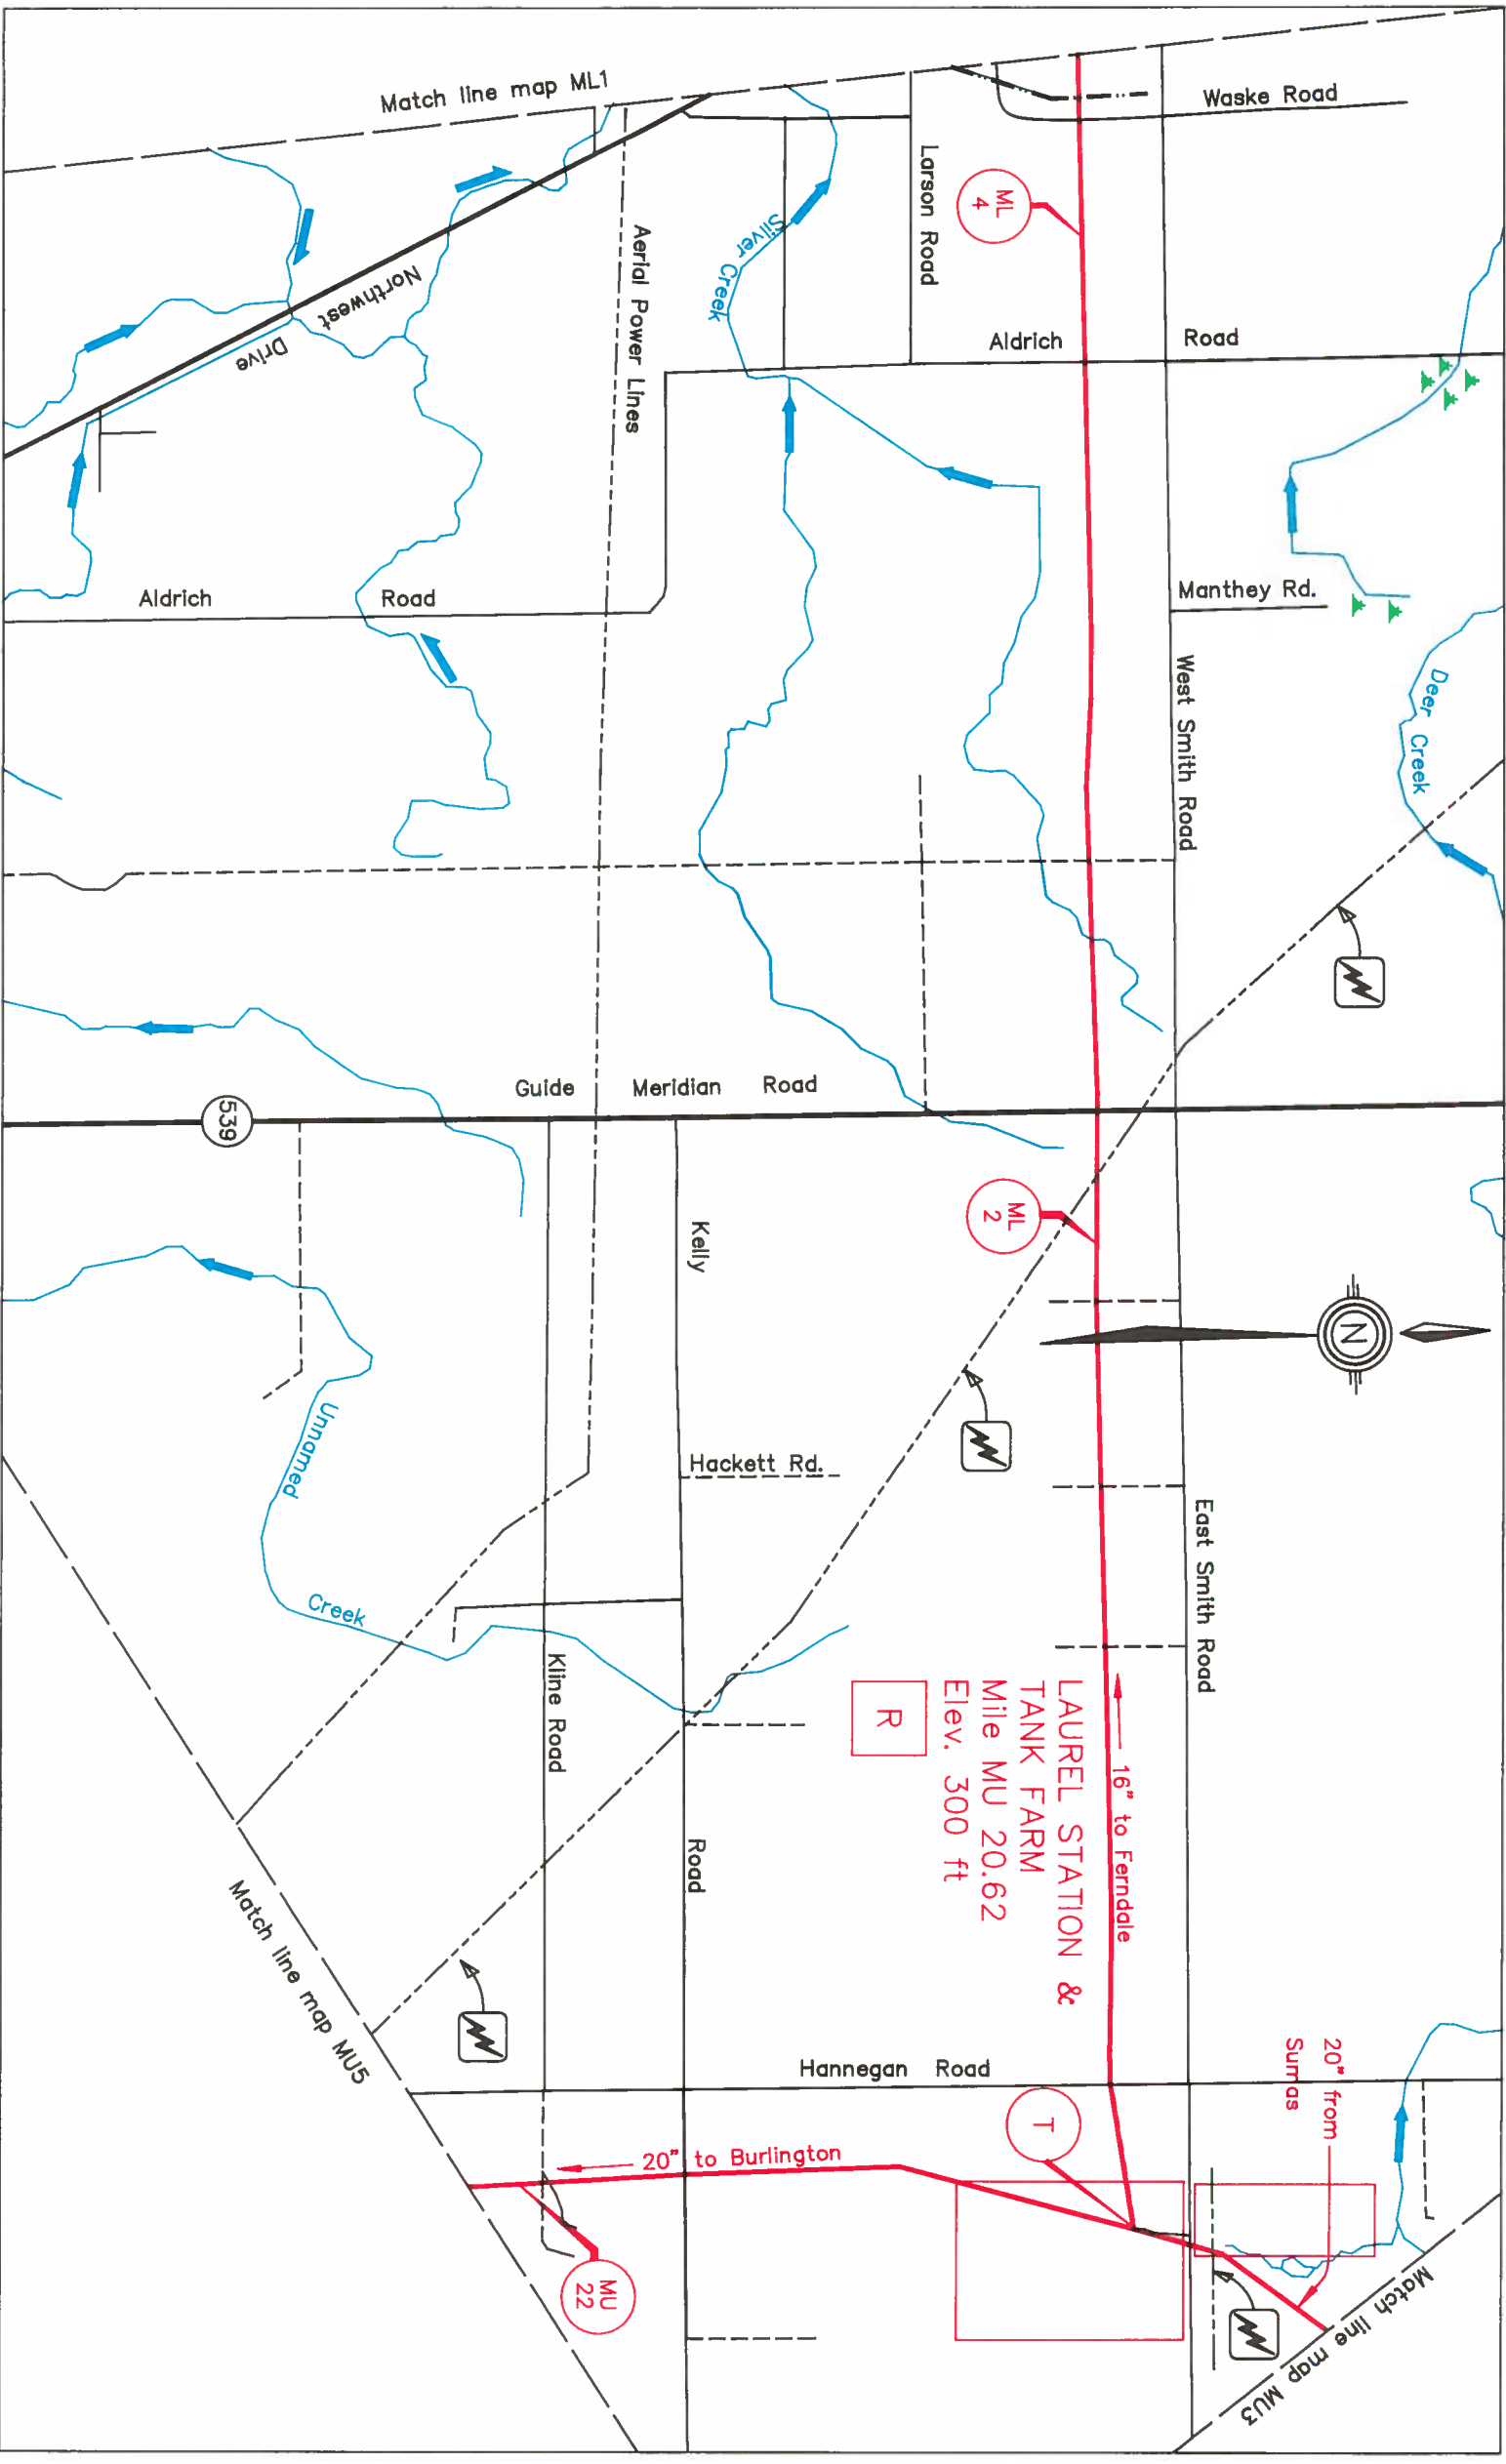 Match line map ML1
Waske Road
Larson Road
ML
4
Silver Creek
Aerial Power Lines
Northwest Drive
Aldrich Road
Aldrich Road
Manthey Rd.
West Smith Road
Deer Creek
Guide Meridian Road
539
ML
2
N
Kelly Road
Hackett Rd.
Unnamed Creek
Kline Road
East Smith Road
16" to Ferndale
LAUREL STATION &
TANK FARM
Mile MU 20.62
Elev. 300 ft
R
Match line map MU5
Hannegan Road
20" from
Sumas
T
20" to Burlington
MU
22
Match line map MU3